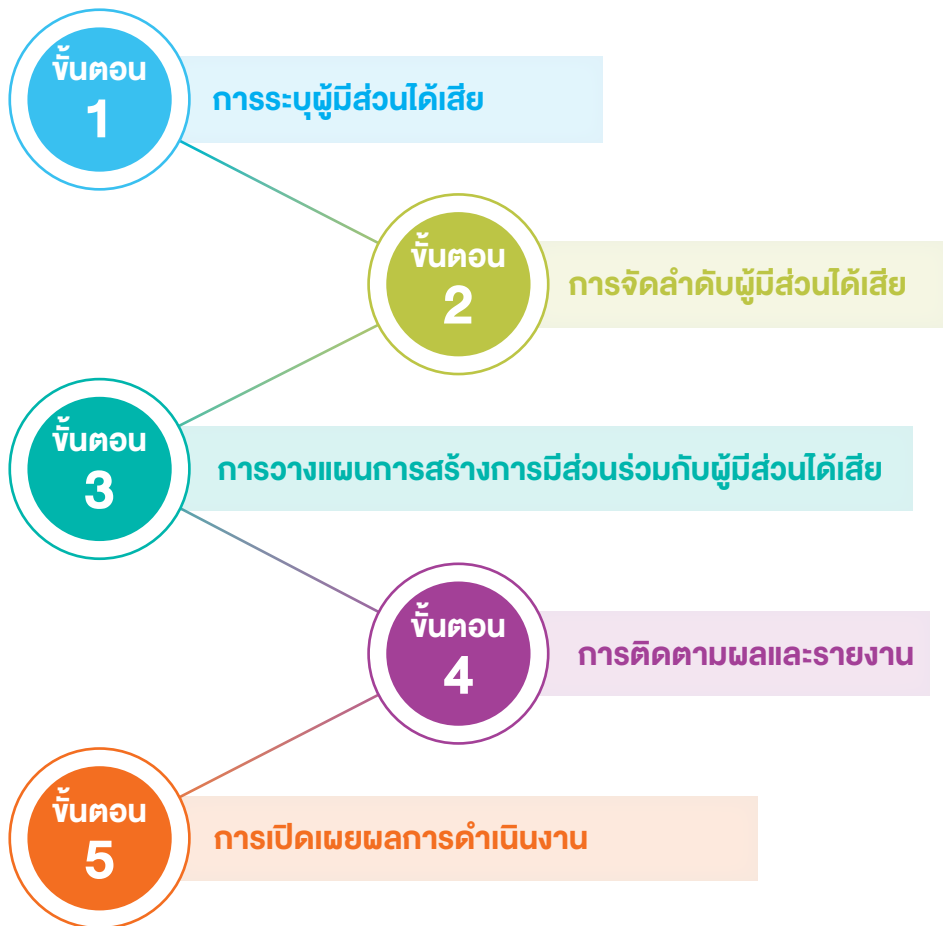 ขั้นตอน
1
การระบุผู้มีส่วนได้เสีย
ขั้นตอน
2
การจัดลำดับผู้มีส่วนได้เสีย
ขั้นตอน
3
การวางแผนการสร้างการมีส่วนร่วมกับผู้มีส่วนได้เสีย
ขั้นตอน
4
การติดตามผลและรายงาน
ขั้นตอน
5
การเปิดเผยผลการดำเนินงาน